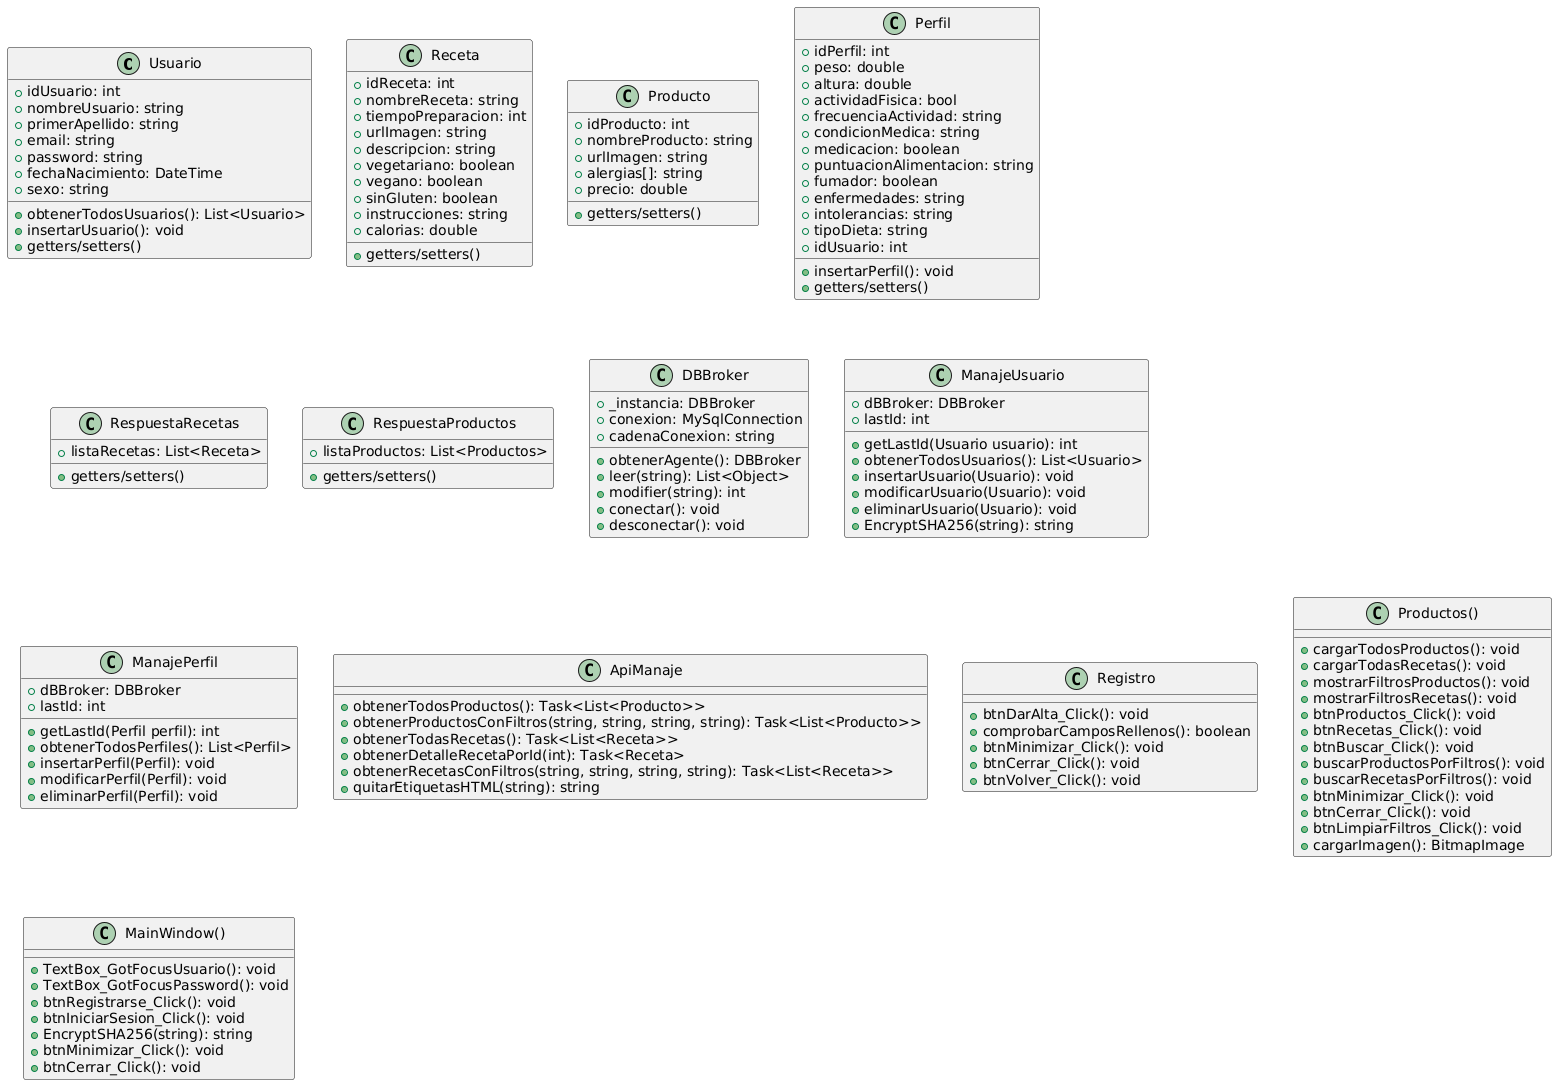 C Usuario
idUsuario: int
nombreUsuario: string
primerApellido: string
email: string
password: string
fechaNacimiento: DateTime
sexo: string
obtenerTodosUsuarios(): List<Usuario>
insertarUsuario(): void
getters/setters()
C Receta
idReceta: int
nombreReceta: string
tiempoPreparacion: int
urlImagen: string
descripcion: string
vegetariano: boolean
vegano: boolean
sinGluten: boolean
instrucciones: string
calorias: double
getters/setters()
C Producto
idProducto: int
nombreProducto: string
urlImagen: string
alergias[]: string
precio: double
getters/setters()
C Perfil
idPerfil: int
peso: double
altura: double
actividadFisica: bool
frecuenciaActividad: string
condicionMedica: string
medicacion: boolean
puntuacionAlimentacion: string
fumador: boolean
enfermedades: string
intolerancias: string
tipoDieta: string
idUsuario: int
insertarPerfil(): void
getters/setters()
C RespuestaRecetas
listaRecetas: List<Receta>
getters/setters()
C RespuestaProductos
listaProductos: List<Productos>
getters/setters()
C DBBroker
_instancia: DBBroker
conexion: MySqlConnection
cadenaConexion: string
obtenerAgente(): DBBroker
leer(string): List<Object>
modifier(string): int
conectar(): void
desconectar(): void
C ManajeUsuario
dBBroker: DBBroker
lastId: int
getLastId(Usuario usuario): int
obtenerTodosUsuarios(): List<Usuario>
insertarUsuario(Usuario): void
modificarUsuario(Usuario): void
eliminarUsuario(Usuario): void
EncryptSHA256(string): string
C ManajePerfil
dBBroker: DBBroker
lastId: int
getLastId(Perfil perfil): int
obtenerTodosPerfiles(): List<Perfil>
insertarPerfil(Perfil): void
modificarPerfil(Perfil): void
eliminarPerfil(Perfil): void
C ApiManaje
obtenerTodosProductos(): Task<List<Producto>>
obtenerProductosConFiltros(string, string, string, string): Task<List<Producto>>
obtenerTodasRecetas(): Task<List<Receta>>
obtenerDetalleRecetaPorId(int): Task<Receta>
obtenerRecetasConFiltros(string, string, string, string): Task<List<Receta>>
quitarEtiquetasHTML(string): string
C Registro
btnDarAlta_Click(): void
comprobarCamposRellenos(): boolean
btnMinimizar_Click(): void
btnCerrar_Click(): void
btnVolver_Click(): void
C Productos()
cargarTodosProductos(): void
cargarTodasRecetas(): void
mostrarFiltrosProductos(): void
mostrarFiltrosRecetas(): void
btnProductos_Click(): void
btnRecetas_Click(): void
btnBuscar_Click(): void
buscarProductosPorFiltros(): void
buscarRecetasPorFiltros(): void
btnMinimizar_Click(): void
btnCerrar_Click(): void
btnLimpiarFiltros_Click(): void
cargarImagen(): BitmapImage
C MainWindow()
TextBox_GotFocusUsuario(): void
TextBox_GotFocusPassword(): void
btnRegistrarse_Click(): void
btnIniciarSesion_Click(): void
EncryptSHA256(string): string
btnMinimizar_Click(): void
btnCerrar_Click(): void